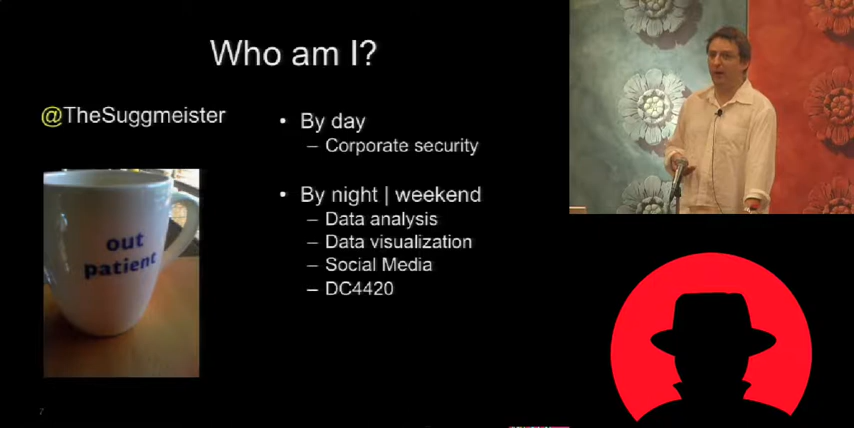 Who am I?
@TheSuggmeister
• By day
– Corporate security
• By night | weekend
– Data analysis
– Data visualization
– Social Media
– DC4420
out
patient
7